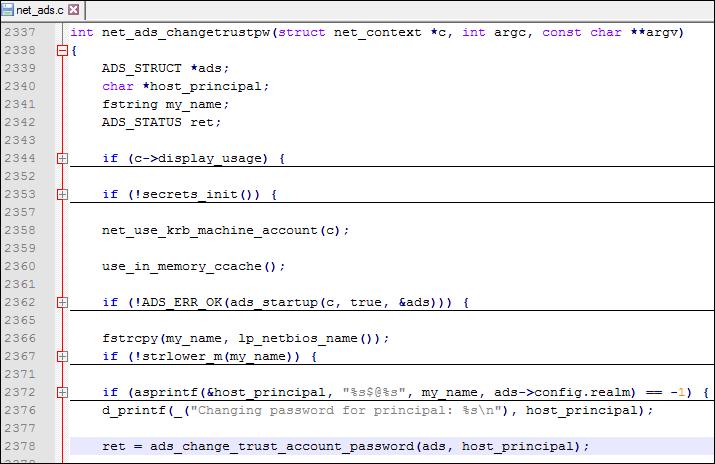 net_ads.c
2337 int net_ads_changetrustpw(struct net_context *c, int argc, const char **argv)
2338 {
2339 ADS_STRUCT *ads;
2340 char *host_principal;
2341 fstring my_name;
2342 ADS_STATUS ret;
2343
2344 if (c->display_usage) {
2352
2353 if (!secrets_init()) {
2357
2358 net_use_krb_machine_account(c);
2359
2360 use_in_memory_ccache();
2361
2362 if (!ADS_ERR_OK(ads_startup(c, true, &ads))) {
2365
2366 fstrcpy(my_name, lp_netbios_name());
2367 if (!strlower_m(my_name)) {
2371
2372 if (asprintf(&host_principal, "%s$@%s", my_name, ads->config.realm) == -1) {
2376 d_printf(_("Changing password for principal: %s\n"), host_principal);
2377
2378 ret = ads_change_trust_account_password(ads, host_principal);